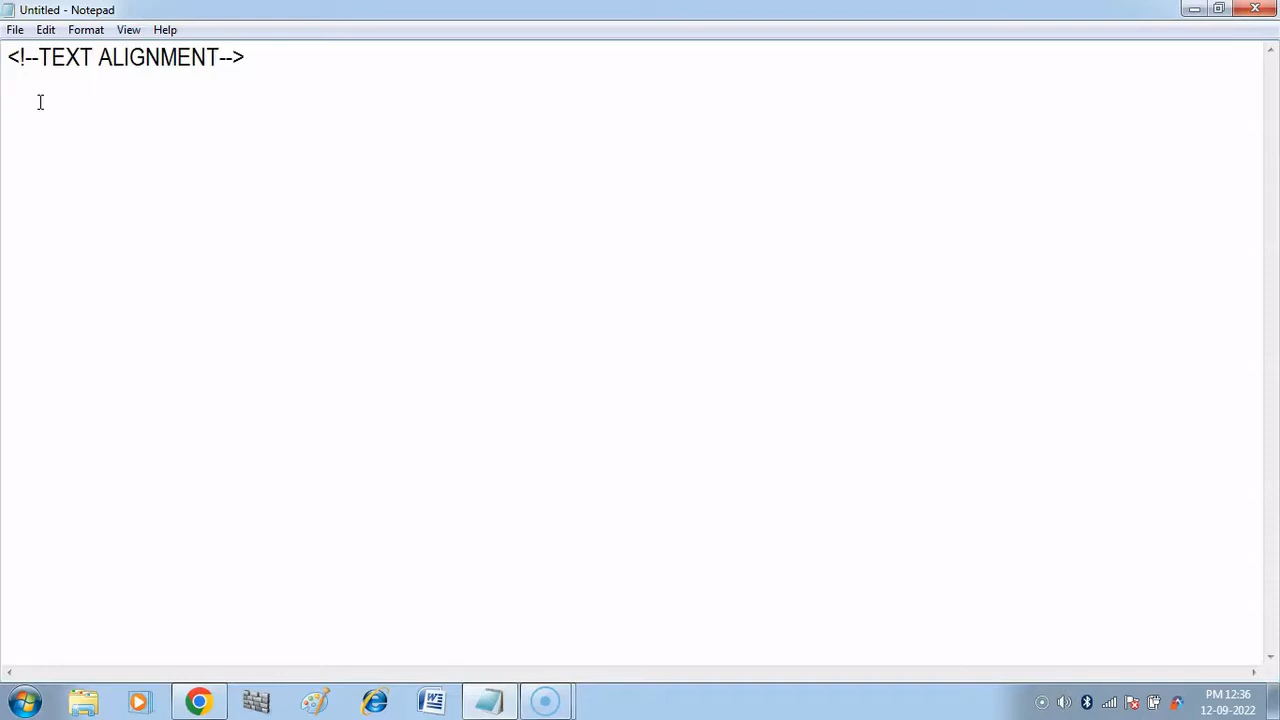 Untitled - Notepad
File Edit Format View Help
<!--TEXT ALIGNMENT-->
PM 12:36
12-09-2022